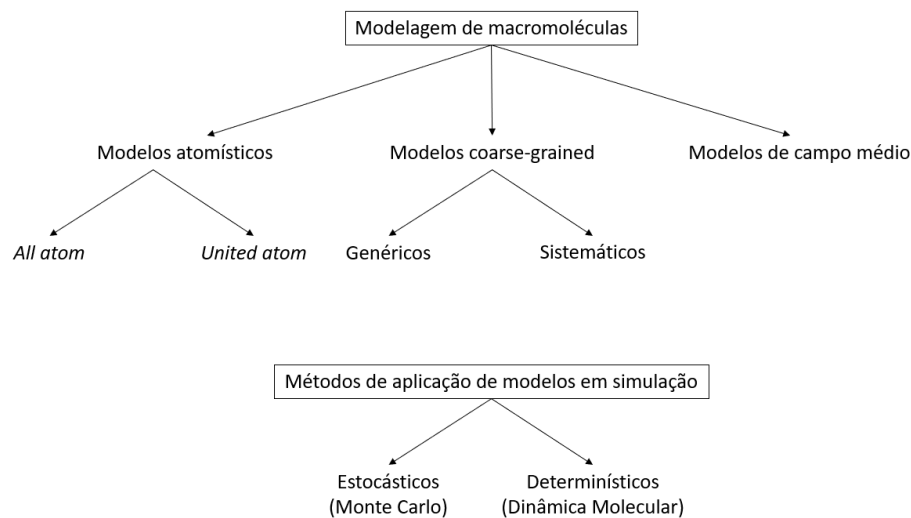 Modelagem de macromoléculas
Modelos atomísticos
Modelos coarse-grained
Modelos de campo médio
All atom
United atom
Genéricos
Sistemáticos
Métodos de aplicação de modelos em simulação
Estocásticos
(Monte Carlo)
Determinísticos
(Dinâmica Molecular)